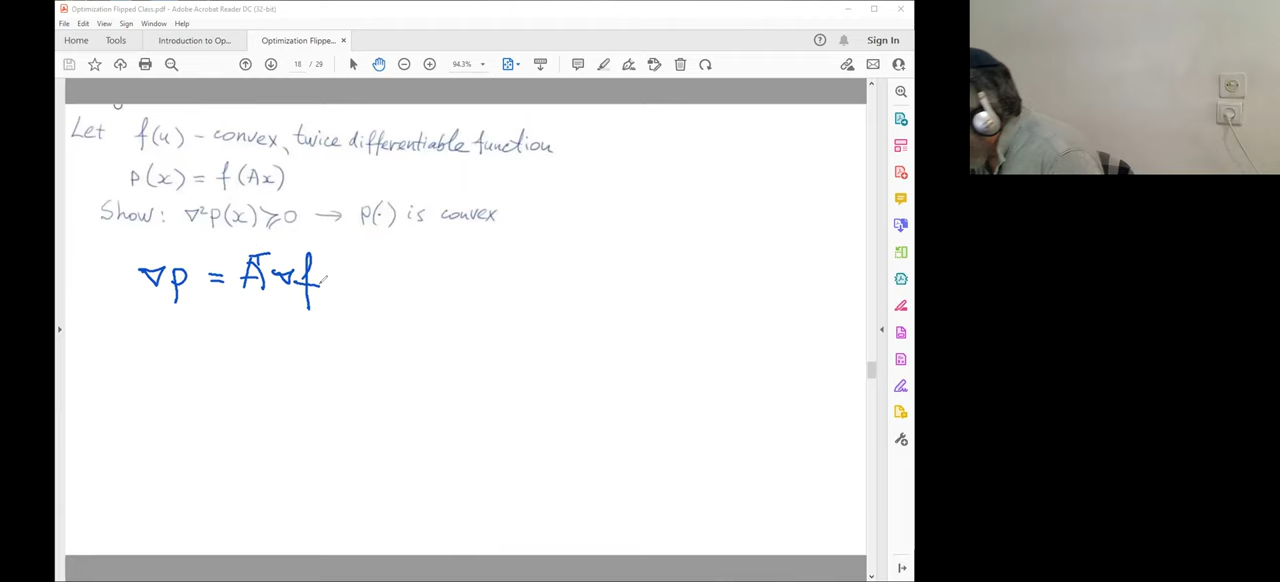 Optimization Flipped Class.pdf - Adobe Acrobat Reader DC (32-bit)
File Edit View Sign Window Help
Home Tools Introduction to Op... Optimization Flippe... × Sign In
18 / 29 94.3%
Let f(u) - convex, twice differentiable function
p(x) = f(Ax)
Show: ∇²p(x) ⩾ 0 → p(·) is convex
∇p = Aᵀ∇f